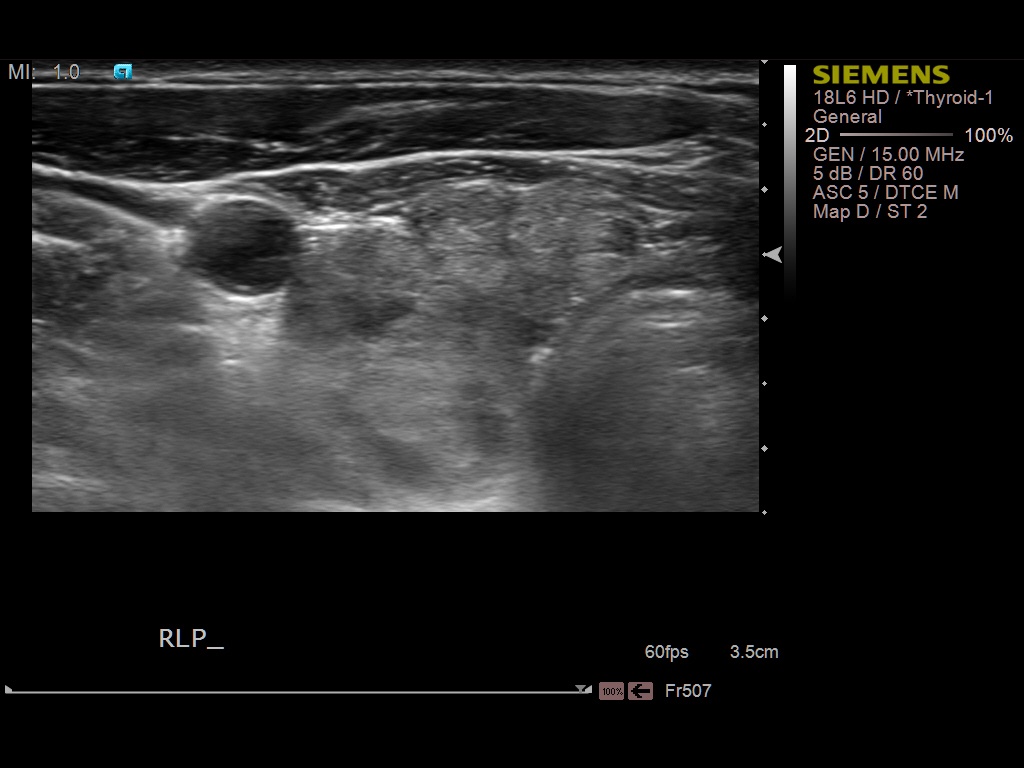 MI: 1.0
SIEMENS
18L6 HD / *Thyroid-1
General
2D 100%
GEN / 15.00 MHz
5 dB / DR 60
ASC 5 / DTCE M
Map D / ST 2
RLP_
60fps 3.5cm
100% Fr507